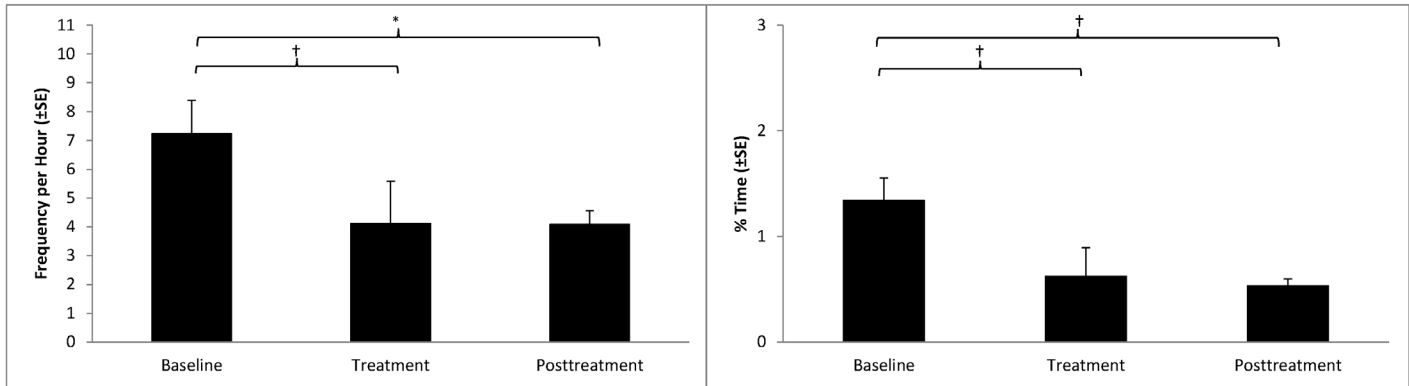 Frequency per Hour (±SE)
11
10
9
8
7
6
5
4
3
2
1
0
*
†
Baseline
Treatment
Posttreatment
% Time (±SE)
3
2
1
0
†
†
Baseline
Treatment
Posttreatment